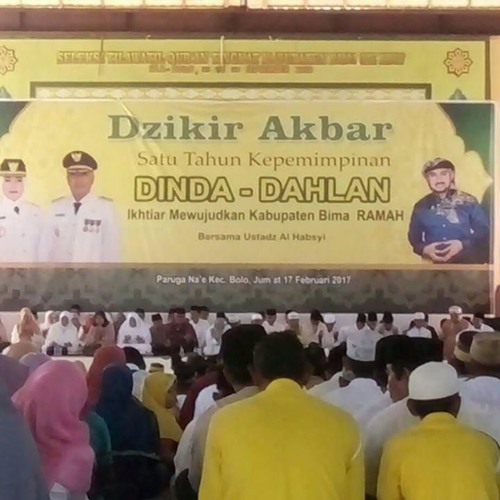 Dzikir Akbar
Satu Tahun Kepemimpinan
DINDA - DAHLAN
Ikhtiar Mewujudkan Kabupaten Bima RAMAH
Bersama Ustadz Al Habsyi
Paruga Na'e Kec. Bolo, Jum at 17 Februari 2017